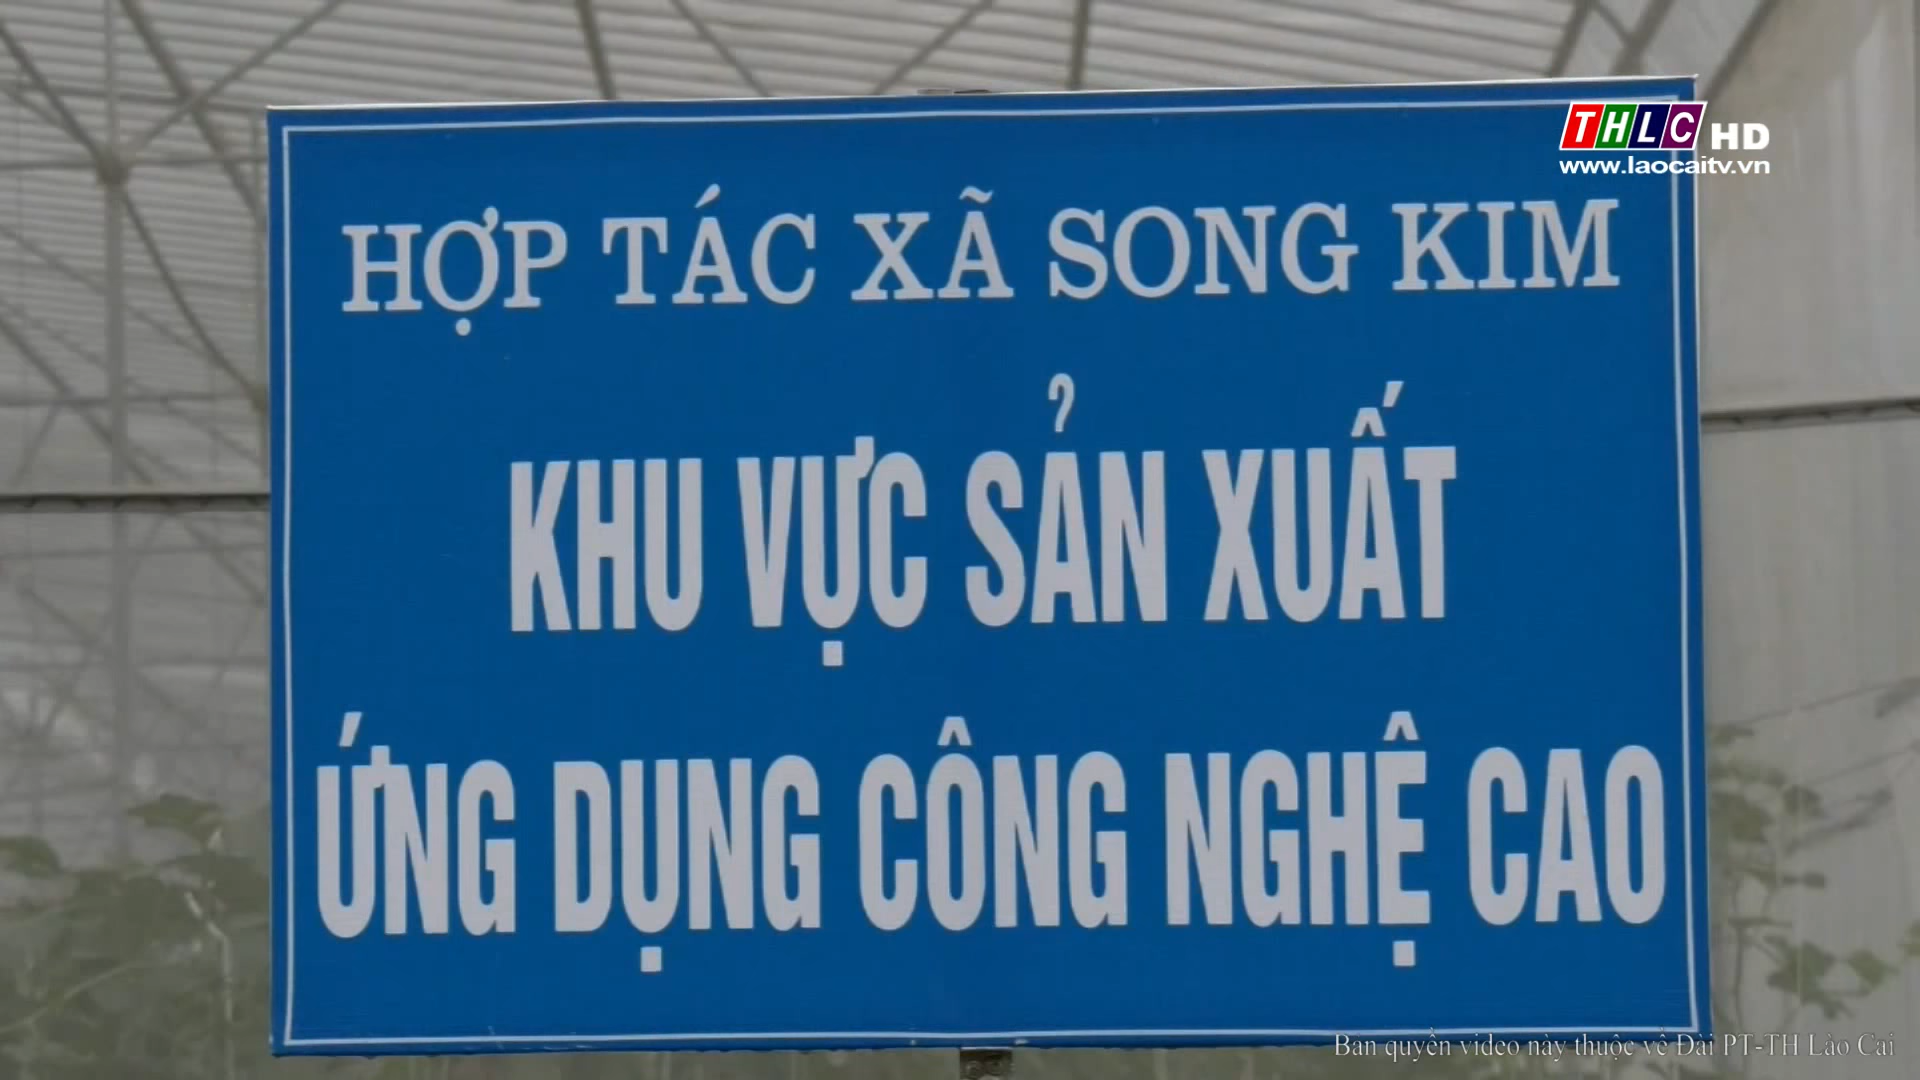 THLC HD
www.laocaitv.vn
HỢP TÁC XÃ SONG KIM
KHU VỰC SẢN XUẤT
ỨNG DỤNG CÔNG NGHỆ CAO
Bản quyền video này thuộc về Đài PT-TH Lào Cai